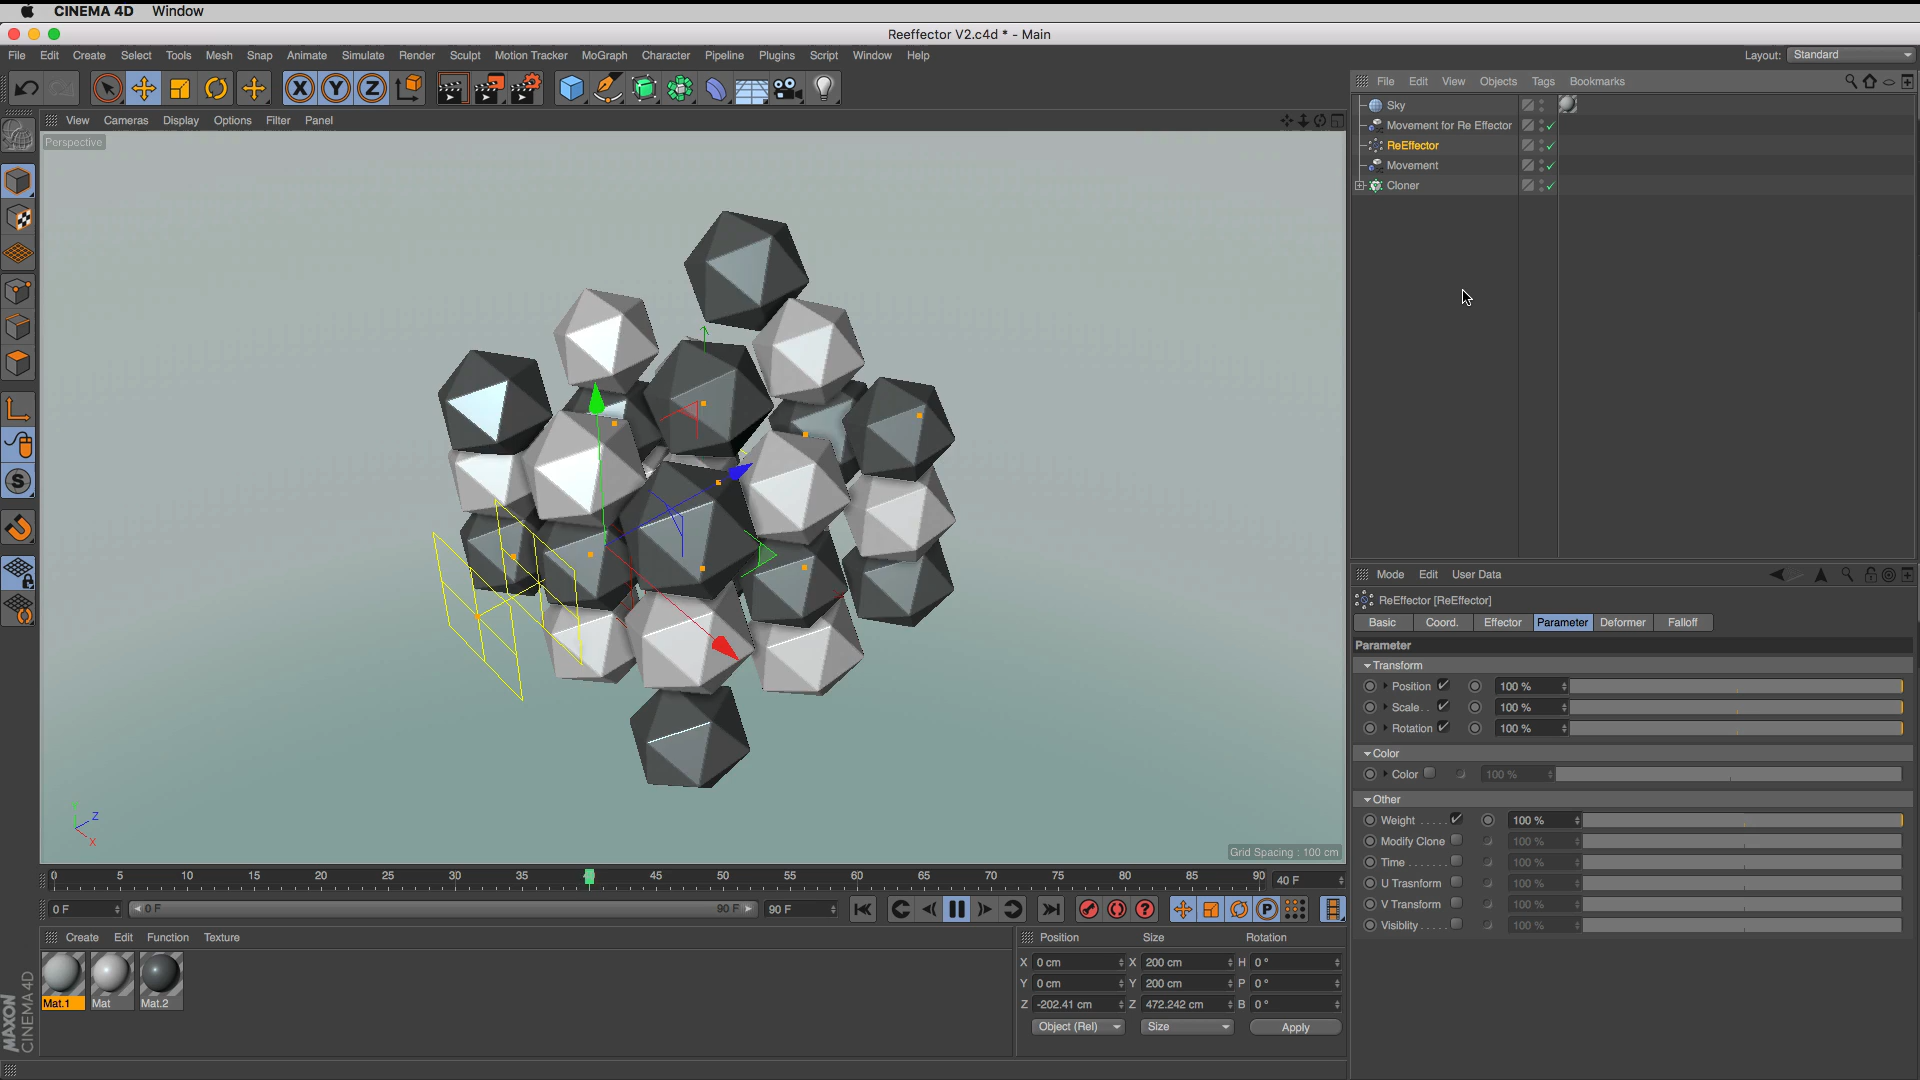 CINEMA 4D Window
Reeffector V2.c4d * - Main
File Edit Create Select Tools Mesh Snap Animate Simulate Render Sculpt Motion Tracker MoGraph Character Pipeline Plugins Script Window Help
Layout: Standard
X Y Z
File Edit View Objects Tags Bookmarks
View Cameras Display Options Filter Panel
Perspective
Sky
Movement for Re Effector
ReEffector
Movement
Cloner
S
Z
X
Grid Spacing : 100 cm
Mode Edit User Data
ReEffector [ReEffector]
Basic Coord. Effector Parameter Deformer Falloff
Parameter
Transform
Position 100 %
Scale. . 100 %
Rotation 100 %
Color
Color 100 %
Other
Weight . . . . . 100 %
Modify Clone 100 %
Time . . . . . . . 100 %
U Trasnform 100 %
V Transform 100 %
Visiblity . . . . . 100 %
0 5 10 15 20 25 30 35 40 45 50 55 60 65 70 75 80 85 90 40 F
0 F 0 F 90 F 90 F
? P
Create Edit Function Texture
Mat.1 Mat Mat.2
MAXON
CINEMA 4D
Position Size Rotation
X 0 cm X 200 cm H 0 °
Y 0 cm Y 200 cm P 0 °
Z -202.41 cm Z 472.242 cm B 0 °
Object (Rel) Size Apply